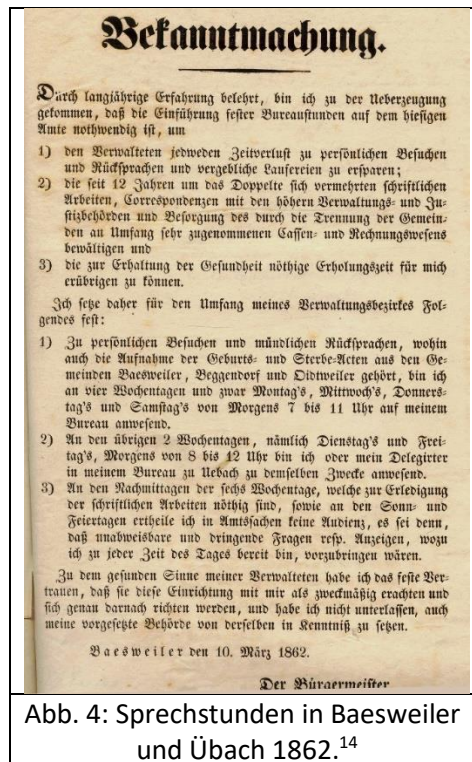 Bekanntmachung.
Durch langjährige Erfahrung belehrt, bin ich zu der Ueberzeugung
gekommen, daß die Einführung fester Bureaustunden auf dem hiesigen
Amte nothwendig ist, um
1) den Verwalteten jedweden Zeitverlust zu persönlichen Besuchen
und Rücksprachen und vergebliche Laufereien zu ersparen;
2) die seit 12 Jahren um das Doppelte sich vermehrten schriftlichen
Arbeiten, Correspondenzen mit den höhern Verwaltungs- und Ju-
stizbehörden und Besorgung des durch die Trennung der Gemein-
den an Umfang sehr zugenommenen Cassen- und Rechnungswesens
bewältigen und
3) die zur Erhaltung der Gesundheit nöthige Erholungszeit für mich
erübrigen zu können.
Ich setze daher für den Umfang meines Verwaltungsbezirkes Fol-
gendes fest:
1) Zu persönlichen Besuchen und mündlichen Rücksprachen, wohin
auch die Aufnahme der Geburts- und Sterbe-Acten aus den Ge-
meinden Baesweiler, Beggendorf und Oidtweiler gehört, bin ich
an vier Wochentagen und zwar Montag's, Mittwoch's, Donners-
tag's und Samstag's von Morgens 7 bis 11 Uhr auf meinem
Bureau anwesend.
2) An den übrigen 2 Wochentagen, nämlich Dienstag's und Frei-
tag's, Morgens von 8 bis 12 Uhr bin ich oder mein Delegirter
in meinem Bureau zu Uebach zu demselben Zwecke anwesend.
3) An den Nachmittagen der sechs Wochentage, welche zur Erledigung
der schriftlichen Arbeiten nöthig sind, sowie an den Sonn- und
Feiertagen ertheile ich in Amtssachen keine Audienz, es sei denn,
daß unabweisbare und dringende Fragen resp. Anzeigen, wozu
ich zu jeder Zeit des Tages bereit bin, vorzubringen wären.
Zu dem gesunden Sinne meiner Verwalteten habe ich das feste Ver-
trauen, daß sie diese Einrichtung mit mir als zweckmäßig erachten und
sich genau darnach richten werden, und habe ich nicht unterlassen, auch
meine vorgesetzte Behörde von derselben in Kenntniß zu setzen.
Baesweiler den 10. März 1862.
Der Bürgermeister
Abb. 4: Sprechstunden in Baesweiler
und Übach 1862.14